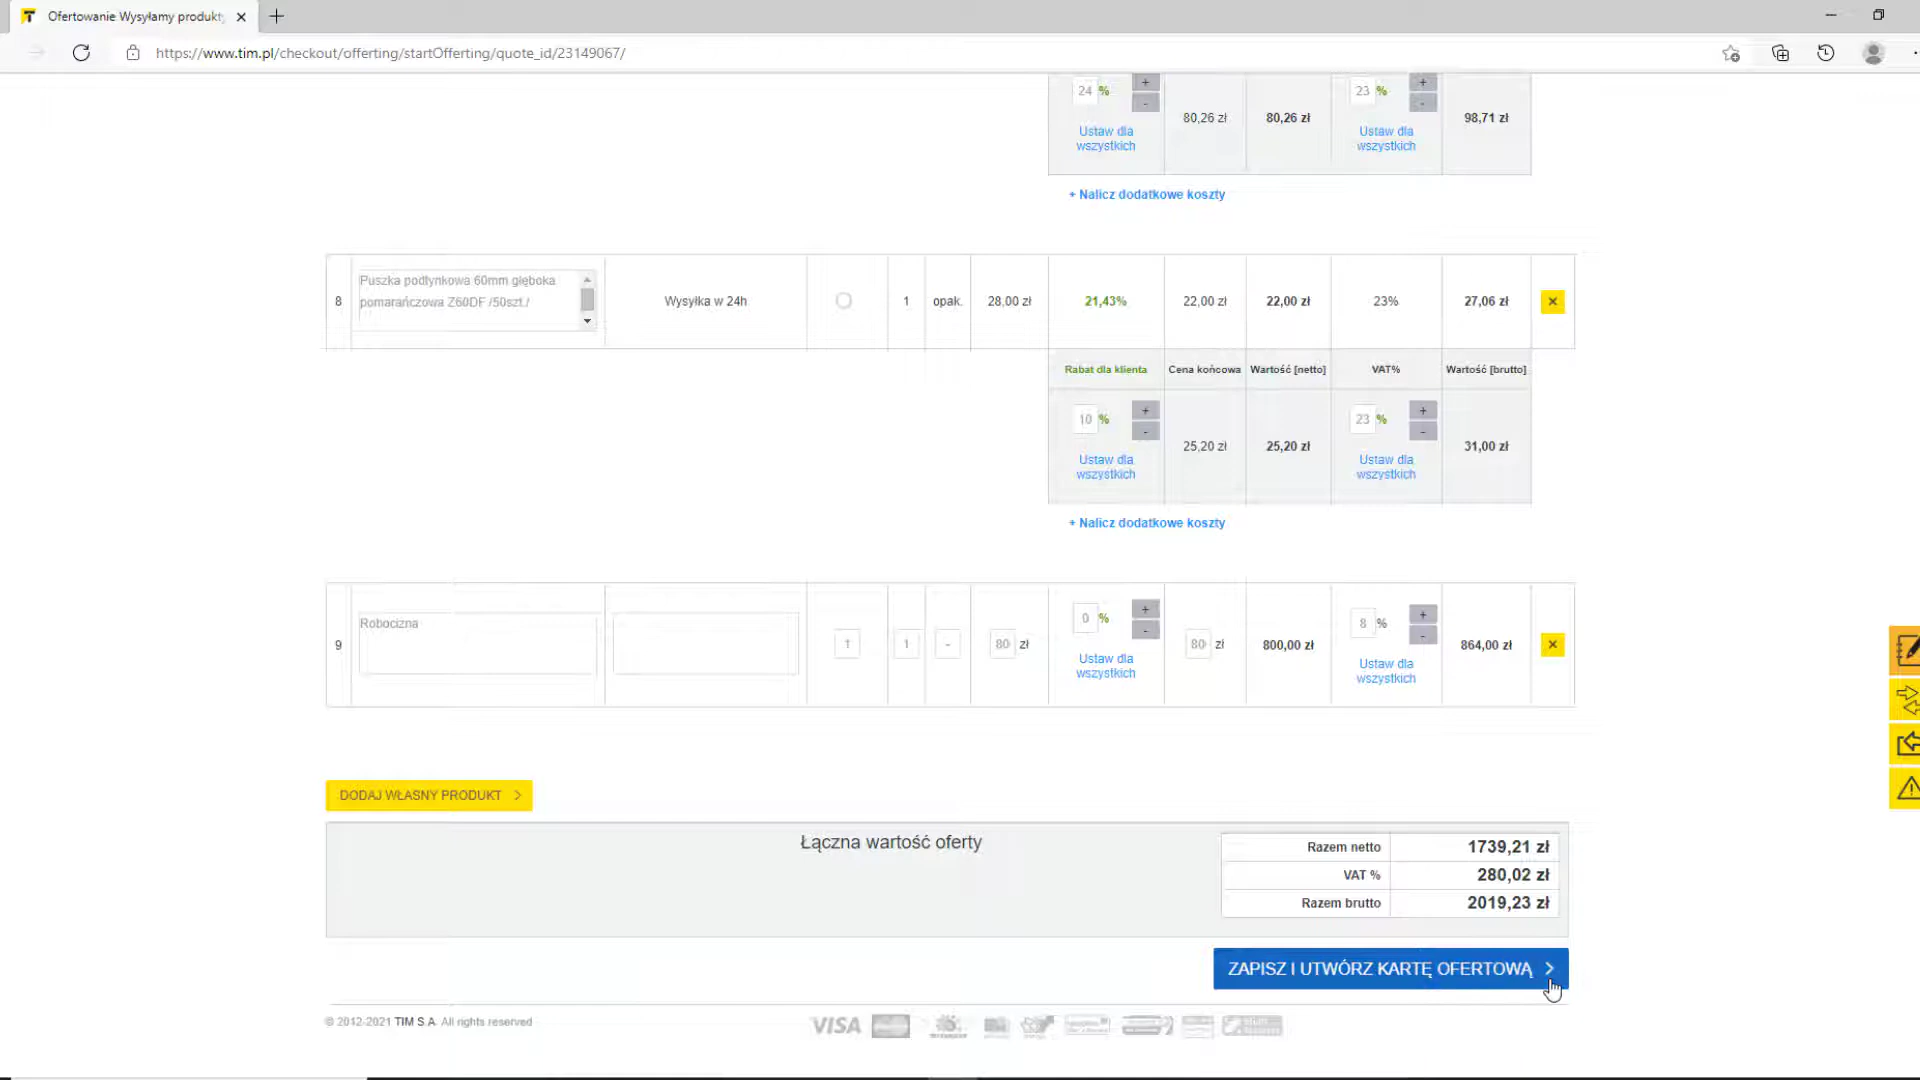 Ofertowanie Wysyłamy produkty
https://www.tim.pl/checkout/offerting/startOfferting/quote_id/23149067/
24 % + - 80,26 zł 80,26 zł 23 % + - 98,71 zł
Ustaw dla wszystkich Ustaw dla wszystkich
+ Nalicz dodatkowe koszty
8 Puszka podtynkowa 60mm głęboka pomarańczowa Z60DF /50szt./ Wysyłka w 24h 1 opak. 28,00 zł 21,43% 22,00 zł 22,00 zł 23% 27,06 zł ×
Rabat dla klienta Cena końcowa Wartość [netto] VAT% Wartość [brutto]
10 % + - 25,20 zł 25,20 zł 23 % + - 31,00 zł
Ustaw dla wszystkich Ustaw dla wszystkich
+ Nalicz dodatkowe koszty
9 Robocizna 1 1 - 80 zł 0 % + - 80 zł 800,00 zł 8 % + - 864,00 zł ×
Ustaw dla wszystkich Ustaw dla wszystkich
DODAJ WŁASNY PRODUKT >
Łączna wartość oferty
Razem netto 1739,21 zł
VAT % 280,02 zł
Razem brutto 2019,23 zł
ZAPISZ I UTWÓRZ KARTĘ OFERTOWĄ >
© 2012-2021 TIM S.A. All rights reserved
VISA